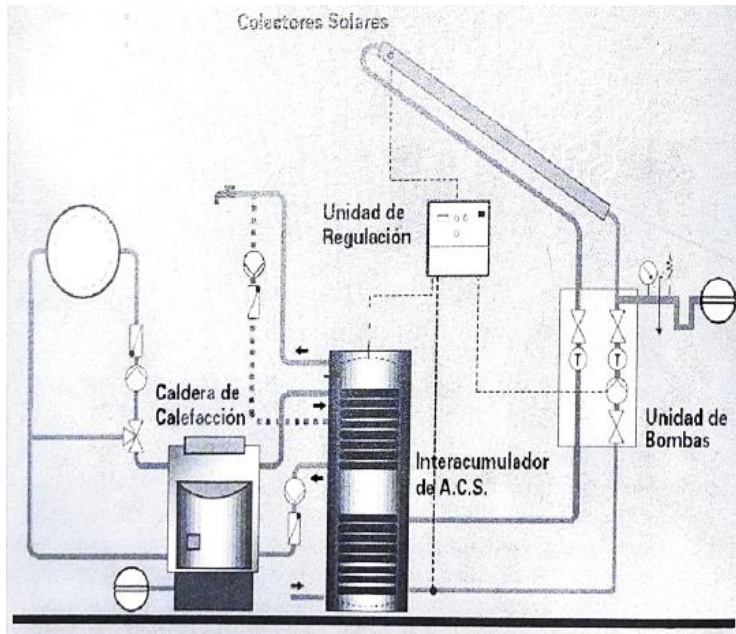 Colectores Solares
Unidad de
Regulación
Caldera de
Calefacción
T
T
Unidad de
Bombas
Interacumulador
de A.C.S.